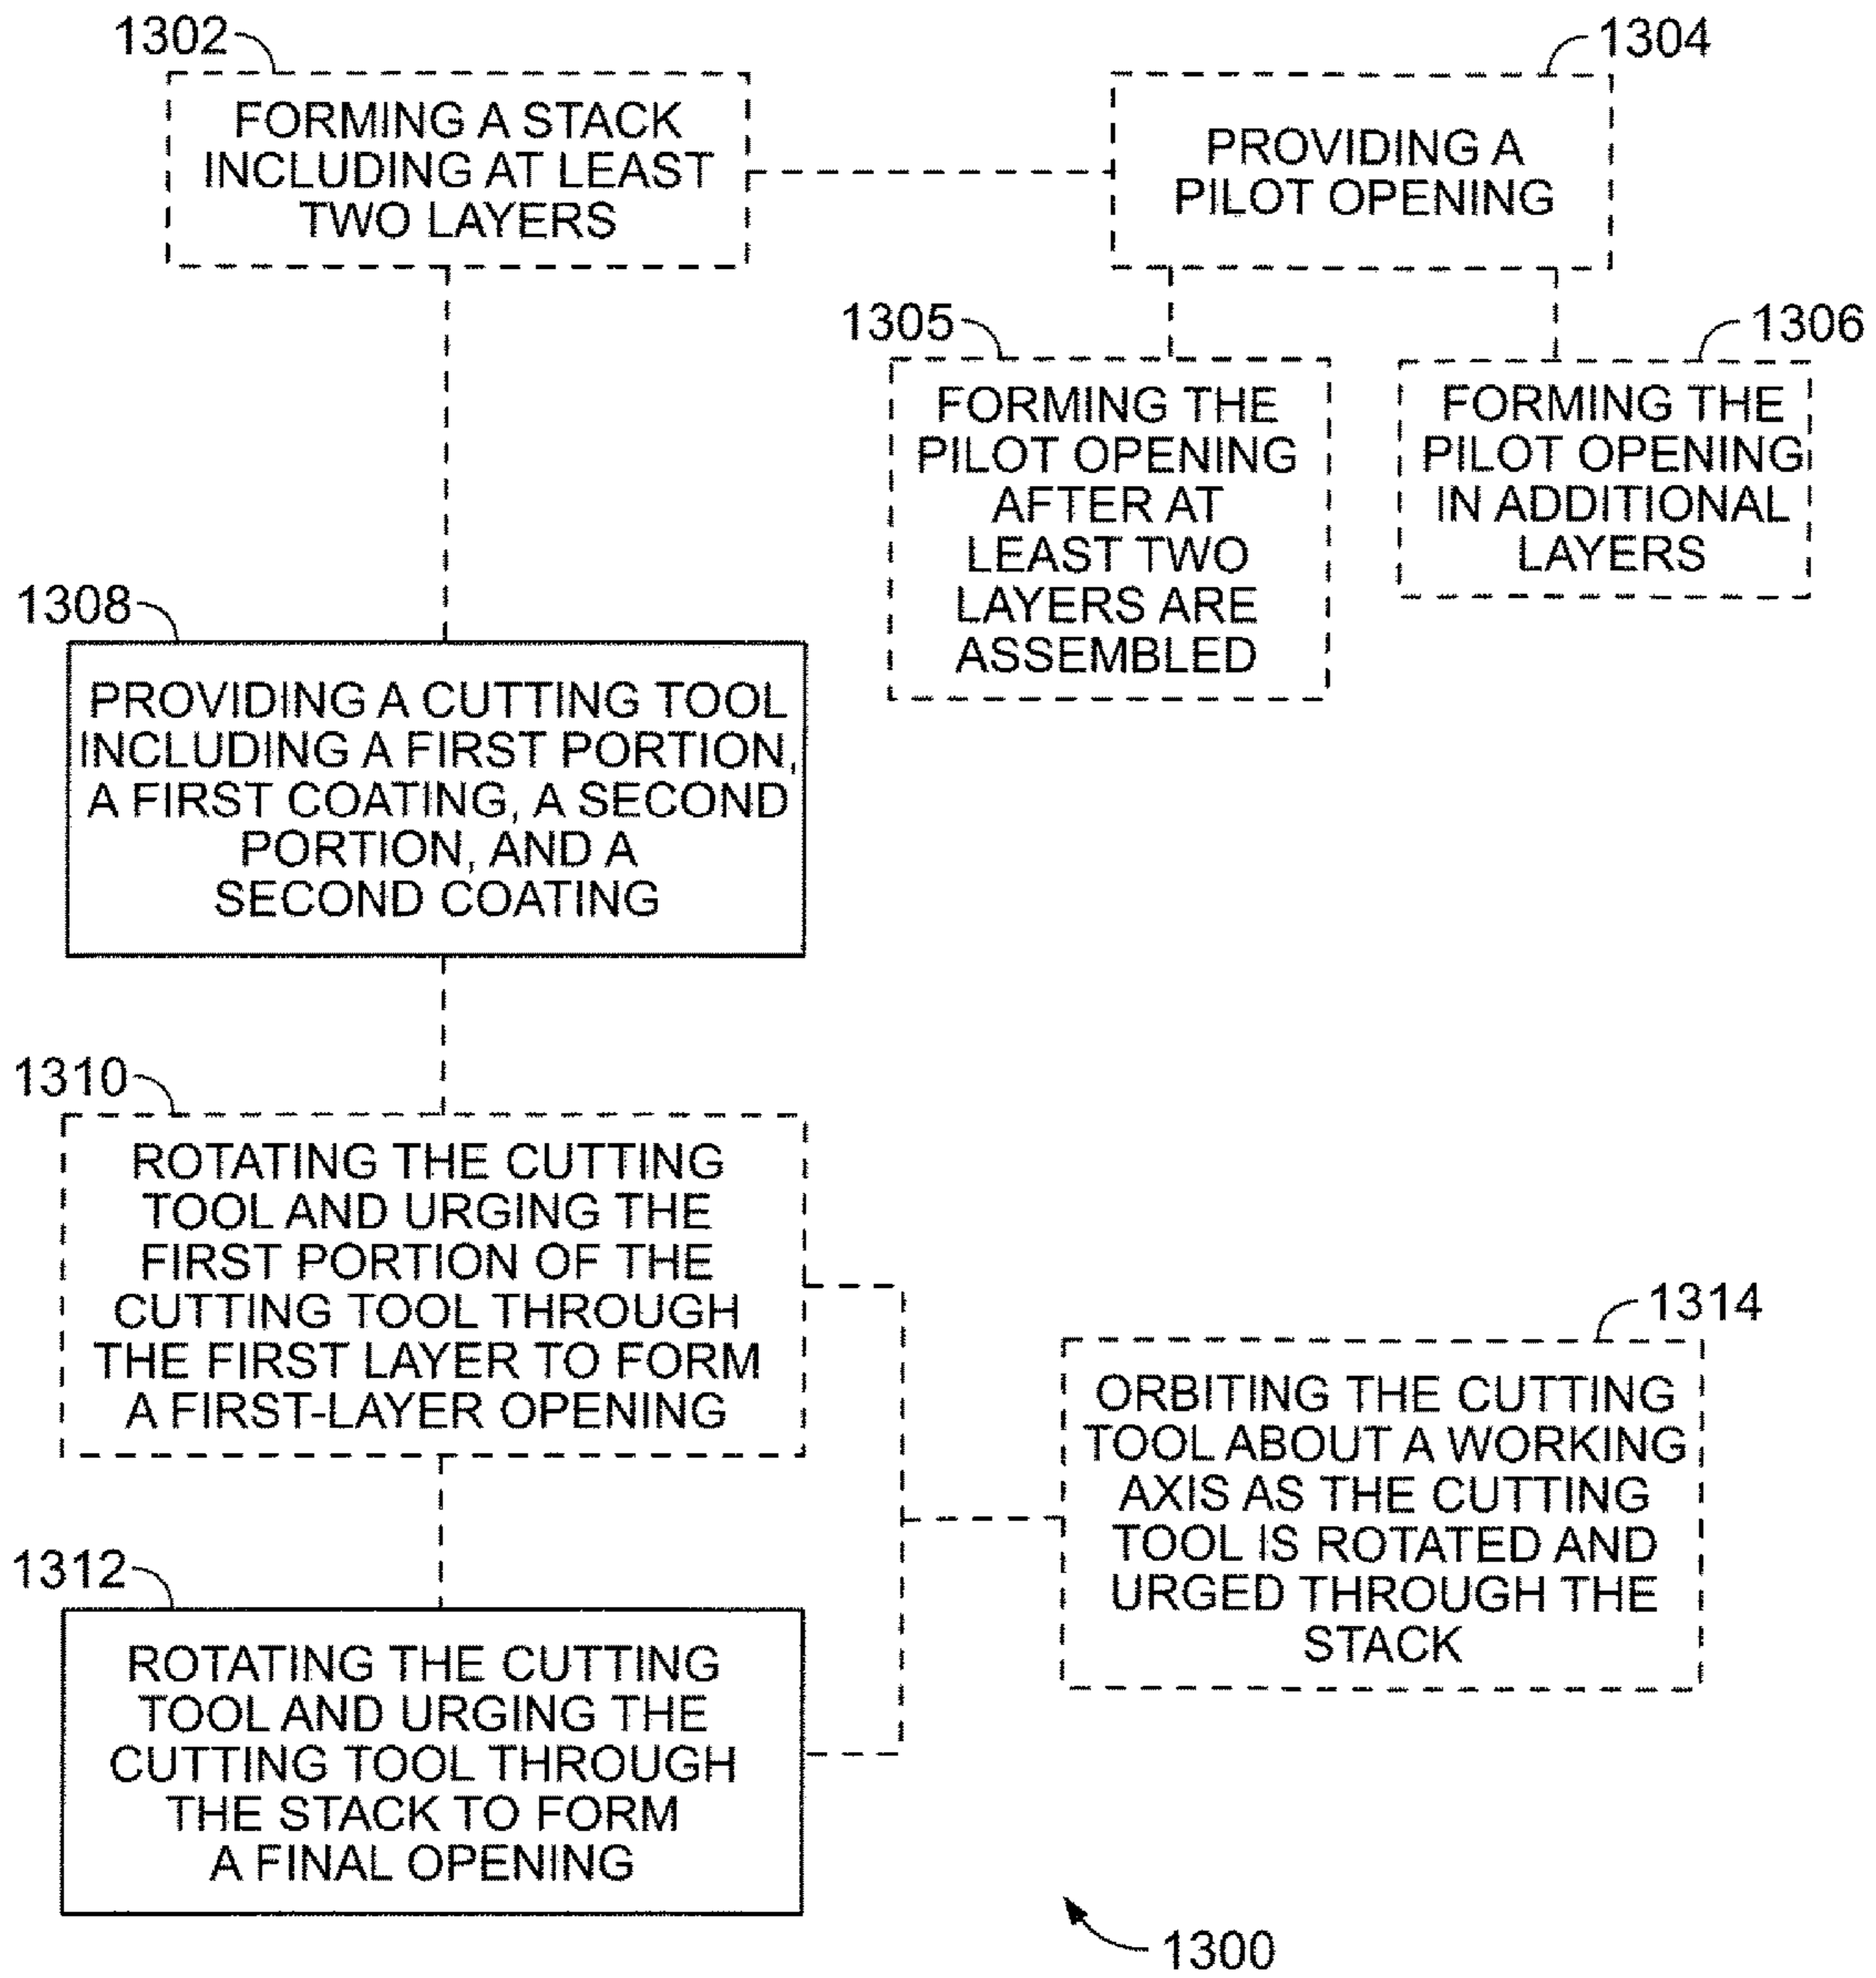 1302
FORMING A STACK
INCLUDING AT LEAST
TWO LAYERS
1304
PROVIDING A
PILOT OPENING
1305
FORMING THE
PILOT OPENING
AFTER AT
LEAST TWO
LAYERS ARE
ASSEMBLED
1306
FORMING THE
PILOT OPENING
IN ADDITIONAL
LAYERS
1308
PROVIDING A CUTTING TOOL
INCLUDING A FIRST PORTION,
A FIRST COATING, A SECOND
PORTION, AND A
SECOND COATING
1310
ROTATING THE CUTTING
TOOL AND URGING THE
FIRST PORTION OF THE
CUTTING TOOL THROUGH
THE FIRST LAYER TO FORM
A FIRST-LAYER OPENING
1314
ORBITING THE CUTTING
TOOL ABOUT A WORKING
AXIS AS THE CUTTING
TOOL IS ROTATED AND
URGED THROUGH THE
STACK
1312
ROTATING THE CUTTING
TOOL AND URGING THE
CUTTING TOOL THROUGH
THE STACK TO FORM
A FINAL OPENING
1300